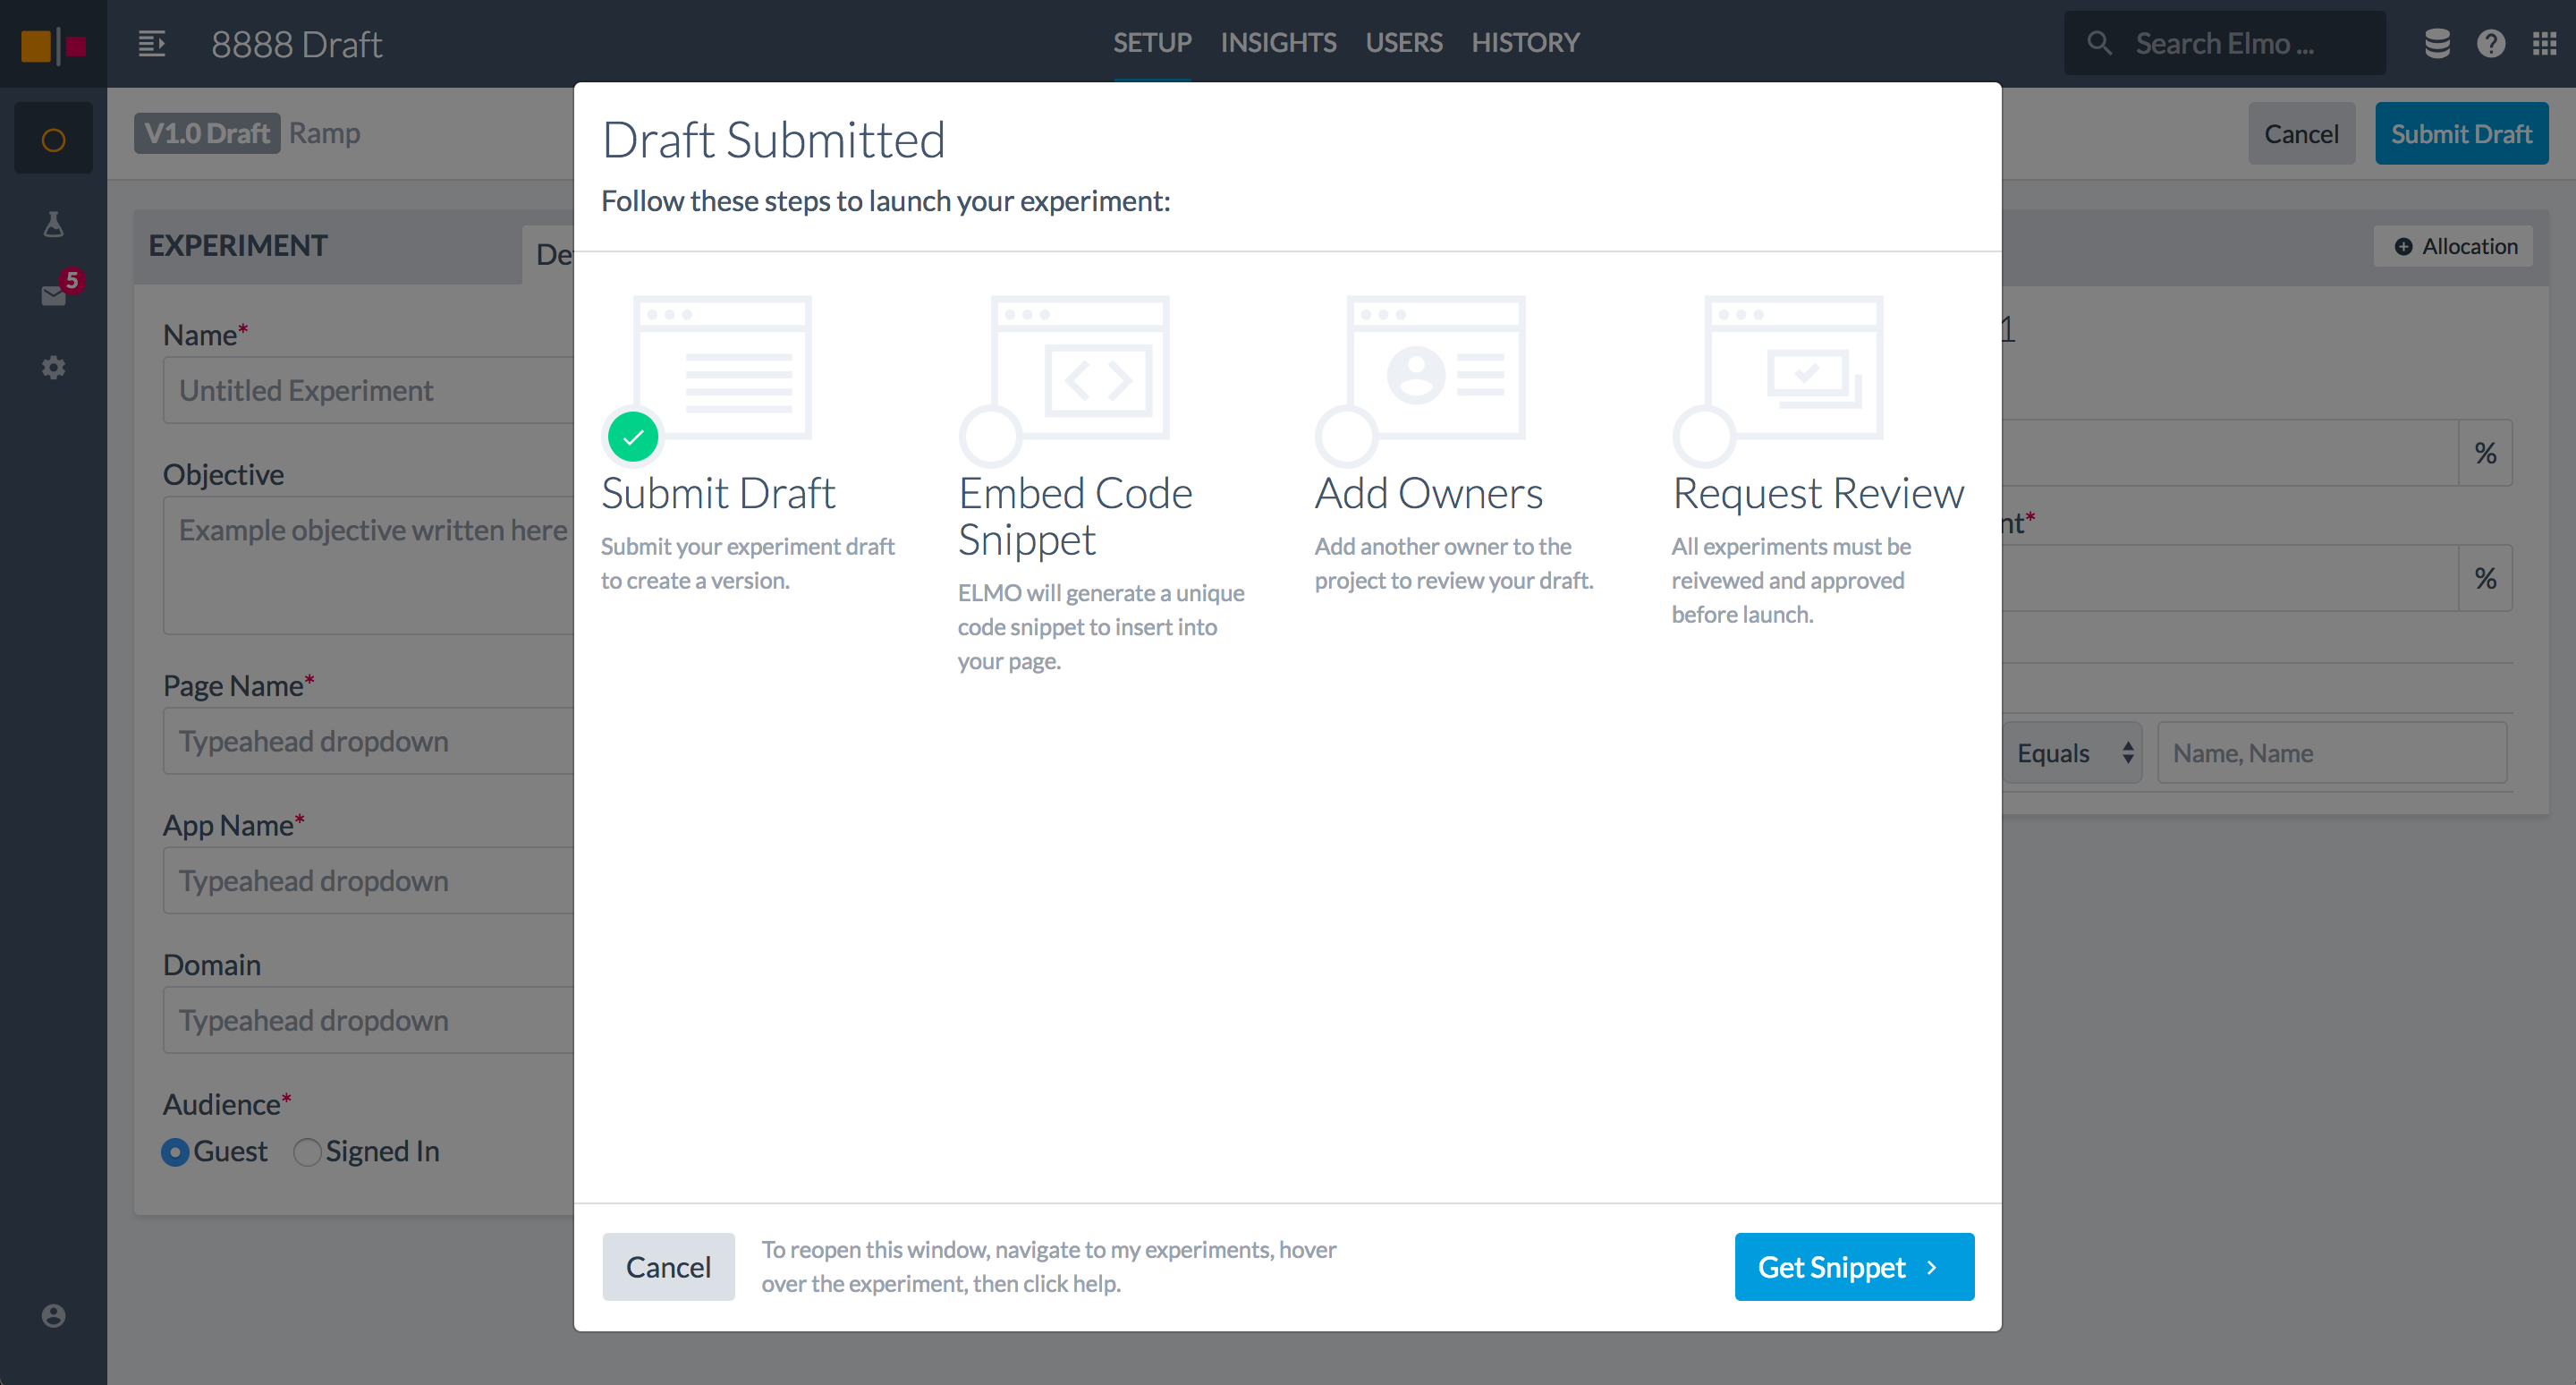 8888 Draft
SETUP INSIGHTS USERS HISTORY
Search Elmo ...
V1.0 Draft Ramp
Cancel
Submit Draft
5
EXPERIMENT
Allocation
Name*
Untitled Experiment
Objective
Example objective written here
Page Name*
Typeahead dropdown
App Name*
Typeahead dropdown
Domain
Typeahead dropdown
Audience*
Guest Signed In
Draft Submitted
Follow these steps to launch your experiment:
Submit Draft
Submit your experiment draft
to create a version.
Embed Code
Snippet
ELMO will generate a unique
code snippet to insert into
your page.
Add Owners
Add another owner to the
project to review your draft.
Request Review
All experiments must be
reivewed and approved
before launch.
Cancel
To reopen this window, navigate to my experiments, hover
over the experiment, then click help.
Get Snippet
1
%
%
Equals
Name, Name